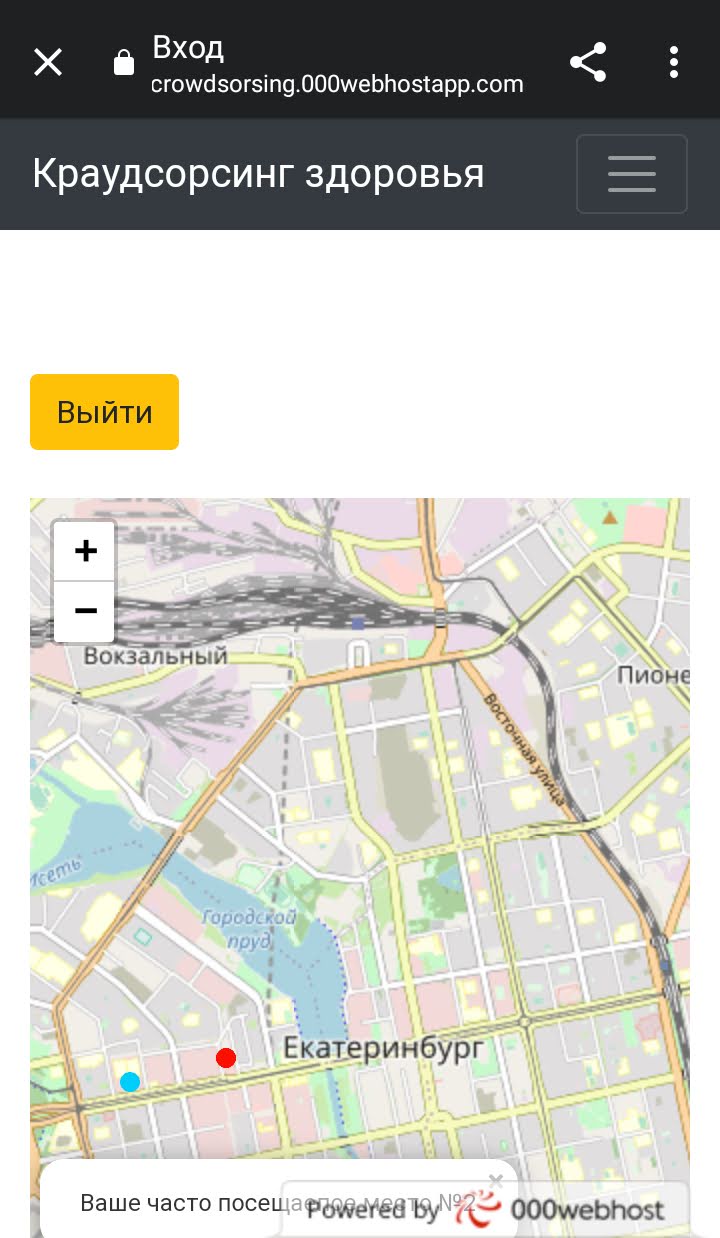 Вход
crowdsorsing.000webhostapp.com
Краудсорсинг здоровья
Выйти
+
−
Вокзальный
Пионе
Восточная улица
Исеть
Городской
пруд
Екатеринбург
Ваше часто посещаемое место №2
×
Powered by 000webhost